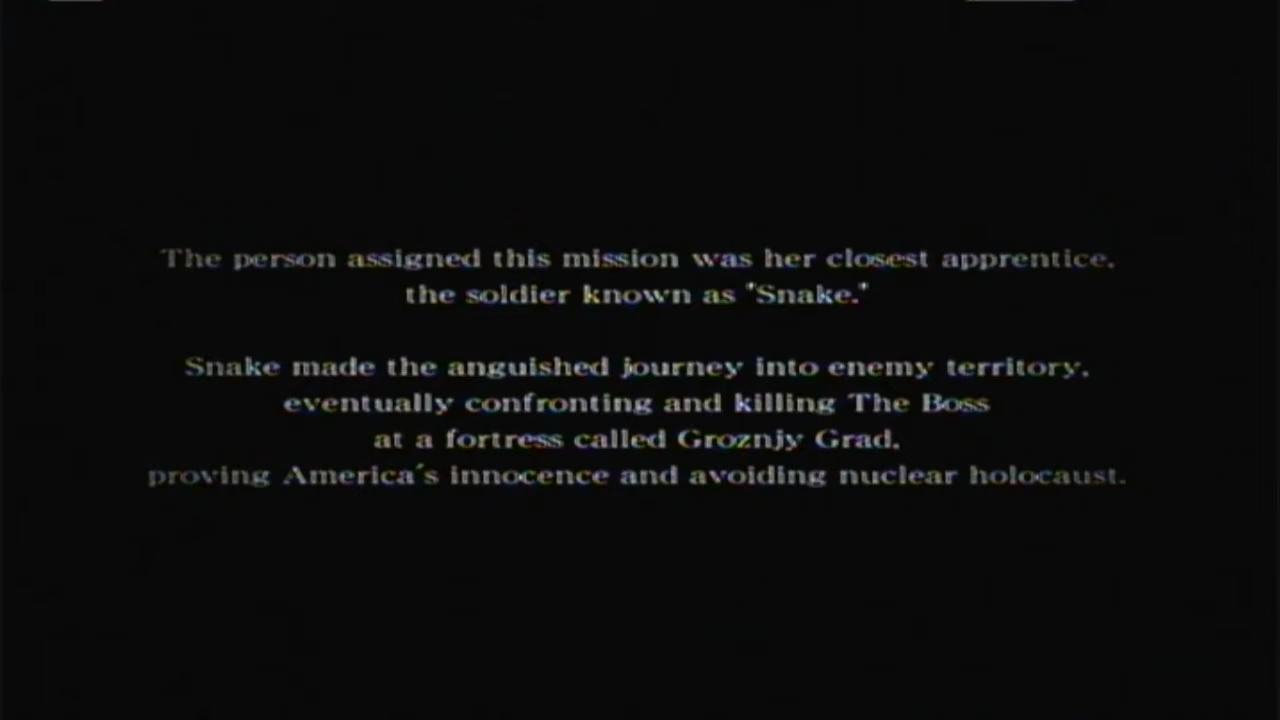 The person assigned this mission was her closest apprentice,
the soldier known as "Snake."
Snake made the anguished journey into enemy territory,
eventually confronting and killing The Boss
at a fortress called Groznjy Grad,
proving America's innocence and avoiding nuclear holocaust.